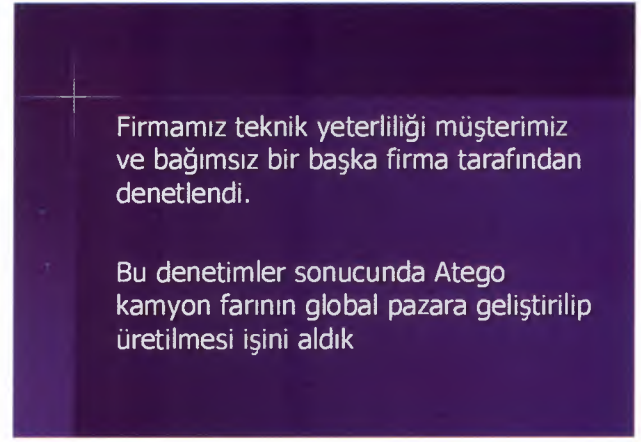 Firmamız teknik yeterliliği müşterimiz
ve bağımsız bir başka firma tarafından
denetlendi.
Bu denetimler sonucunda Atego
kamyon farının global pazara geliştirilip
üretilmesi işini aldık